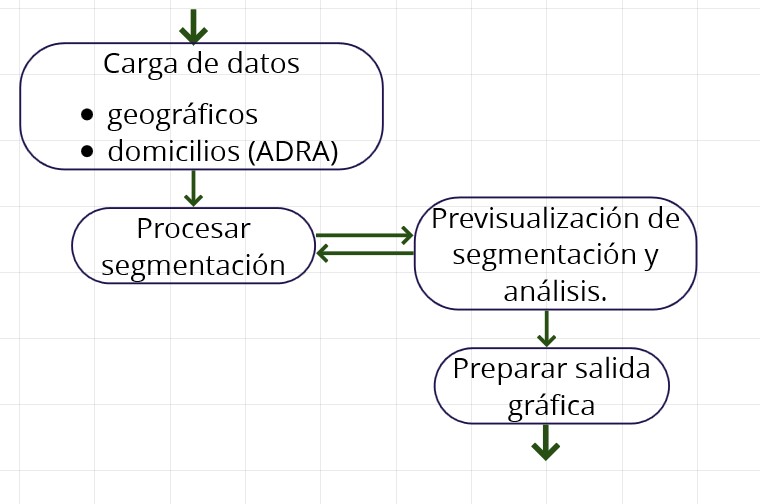 Carga de datos
• geográficos
• domicilios (ADRA)
Procesar
segmentación
Previsualización de
segmentación y
análisis.
Preparar salida
gráfica